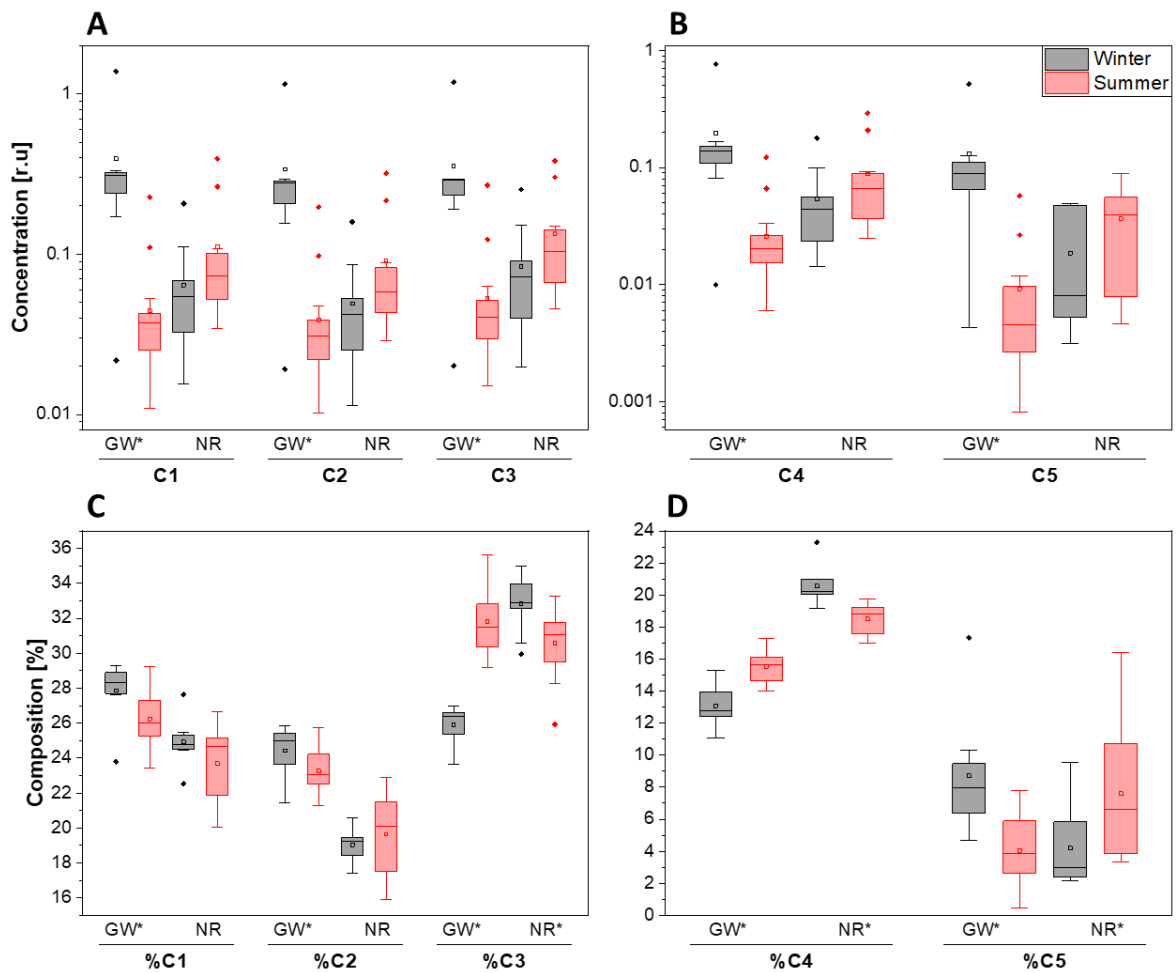 A
B
Winter
Summer
Concentration [r.u]
1
0.1
0.01
1
0.1
0.01
0.001
GW* NR GW* NR GW* NR
C1 C2 C3
GW* NR GW* NR
C4 C5
C
D
Composition [%]
36
34
32
30
28
26
24
22
20
18
16
24
22
20
18
16
14
12
10
8
6
4
2
0
GW* NR GW* NR GW* NR*
%C1 %C2 %C3
GW* NR* GW* NR*
%C4 %C5